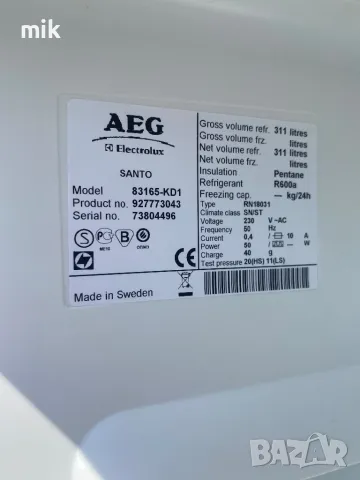 mik
AEG
Electrolux
SANTO
Model 83165-KD1
Product no. 927773043
Serial no. 73804496
ME10
CE
Made in Sweden
Gross volume refr. 311 litres
Gross volume frz. litres
Net volume refr. 311 litres
Net volume frz. litres
Insulation Pentane
Refrigerant R600a
Freezing cap. — kg/24h
Type RN18031
Climate class SN/ST
Voltage 230 V ~AC
Frequency 50 Hz
Current 0,4 / 10 A
Power 50 / — W
Charge 40 g
Test pressure 20(HS) 11(LS)
BAZAR
bg